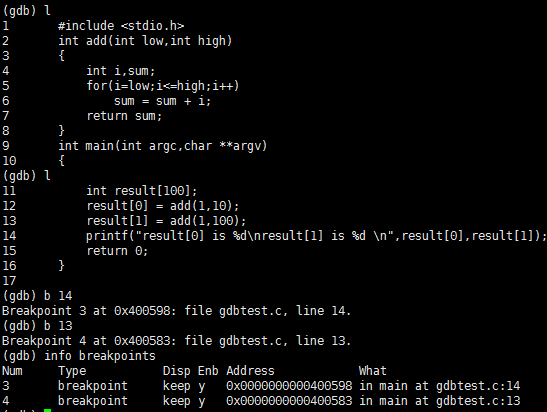 (gdb) l
1       #include <stdio.h>
2       int add(int low,int high)
3       {
4           int i,sum;
5           for(i=low;i<=high;i++)
6               sum = sum + i;
7           return sum;
8       }
9       int main(int argc,char **argv)
10      {
(gdb) l
11          int result[100];
12          result[0] = add(1,10);
13          result[1] = add(1,100);
14          printf("result[0] is %d\nresult[1] is %d \n",result[0],result[1]);
15          return 0;
16      }
17
(gdb) b 14
Breakpoint 3 at 0x400598: file gdbtest.c, line 14.
(gdb) b 13
Breakpoint 4 at 0x400583: file gdbtest.c, line 13.
(gdb) info breakpoints
Num     Type           Disp Enb Address            What
3       breakpoint     keep y   0x0000000000400598 in main at gdbtest.c:14
4       breakpoint     keep y   0x0000000000400583 in main at gdbtest.c:13
(gdb)